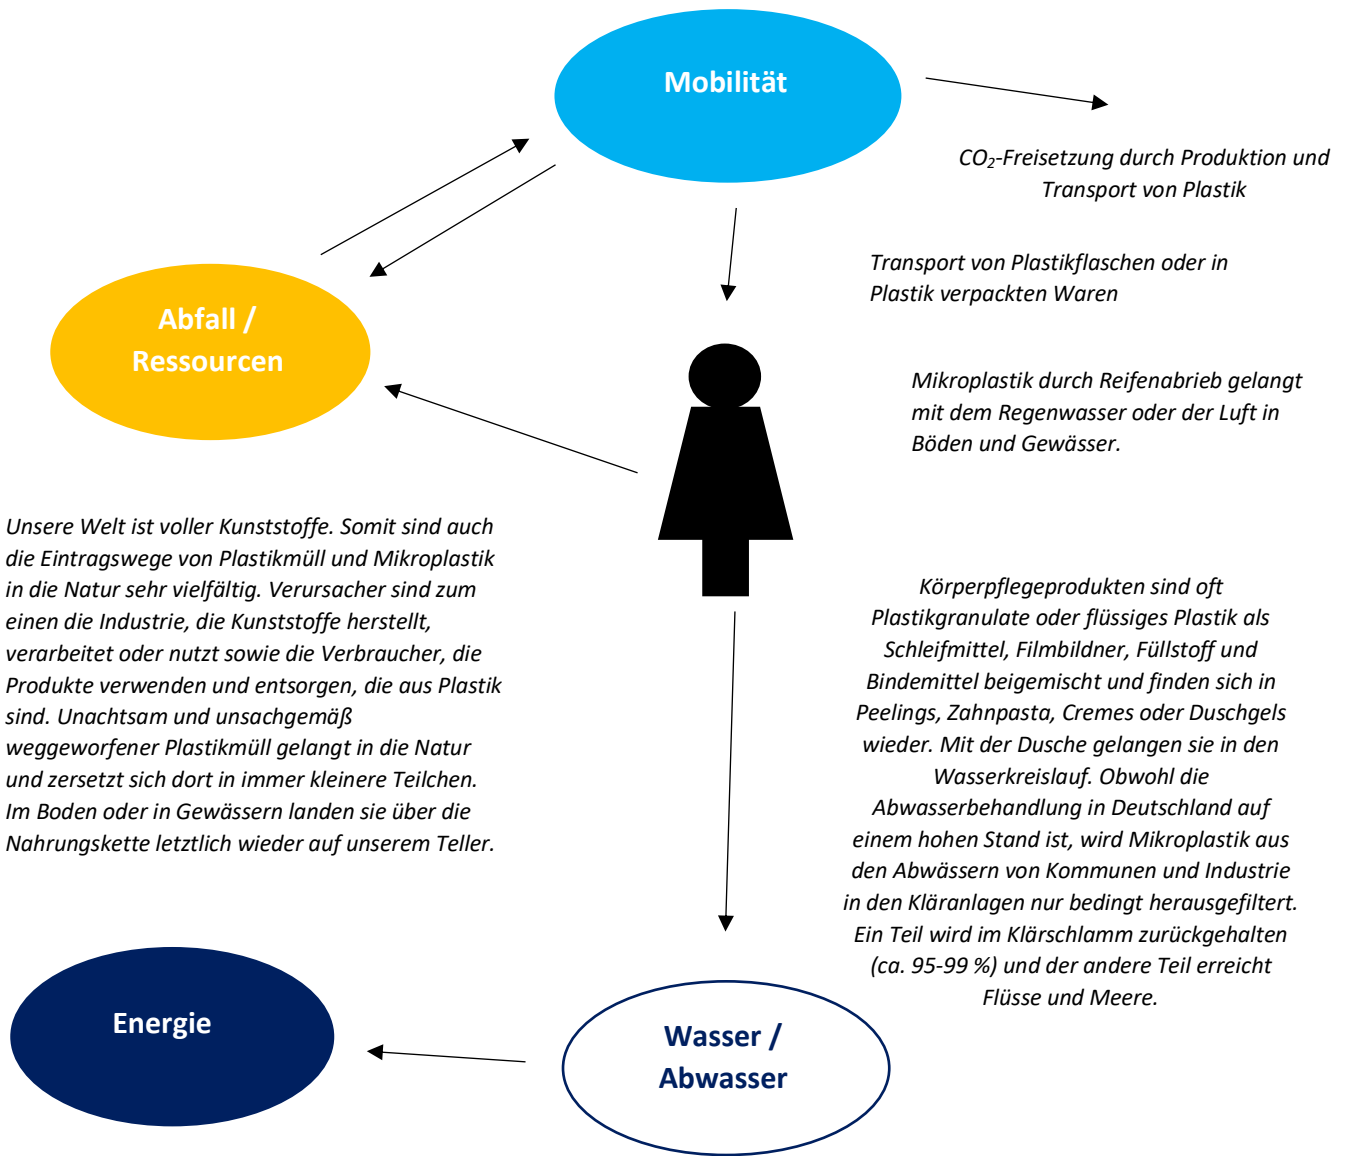 Mobilität
CO₂-Freisetzung durch Produktion und
Transport von Plastik
Transport von Plastikflaschen oder in
Plastik verpackten Waren
Abfall /
Ressourcen
Mikroplastik durch Reifenabrieb gelangt
mit dem Regenwasser oder der Luft in
Böden und Gewässer.
Unsere Welt ist voller Kunststoffe. Somit sind auch
die Eintragswege von Plastikmüll und Mikroplastik
in die Natur sehr vielfältig. Verursacher sind zum
einen die Industrie, die Kunststoffe herstellt,
verarbeitet oder nutzt sowie die Verbraucher, die
Produkte verwenden und entsorgen, die aus Plastik
sind. Unachtsam und unsachgemäß
weggeworfener Plastikmüll gelangt in die Natur
und zersetzt sich dort in immer kleinere Teilchen.
Im Boden oder in Gewässern landen sie über die
Nahrungskette letztlich wieder auf unserem Teller.
Körperpflegeprodukten sind oft
Plastikgranulate oder flüssiges Plastik als
Schleifmittel, Filmbildner, Füllstoff und
Bindemittel beigemischt und finden sich in
Peelings, Zahnpasta, Cremes oder Duschgels
wieder. Mit der Dusche gelangen sie in den
Wasserkreislauf. Obwohl die
Abwasserbehandlung in Deutschland auf
einem hohen Stand ist, wird Mikroplastik aus
den Abwässern von Kommunen und Industrie
in den Kläranlagen nur bedingt herausgefiltert.
Ein Teil wird im Klärschlamm zurückgehalten
(ca. 95-99 %) und der andere Teil erreicht
Flüsse und Meere.
Energie
Wasser /
Abwasser